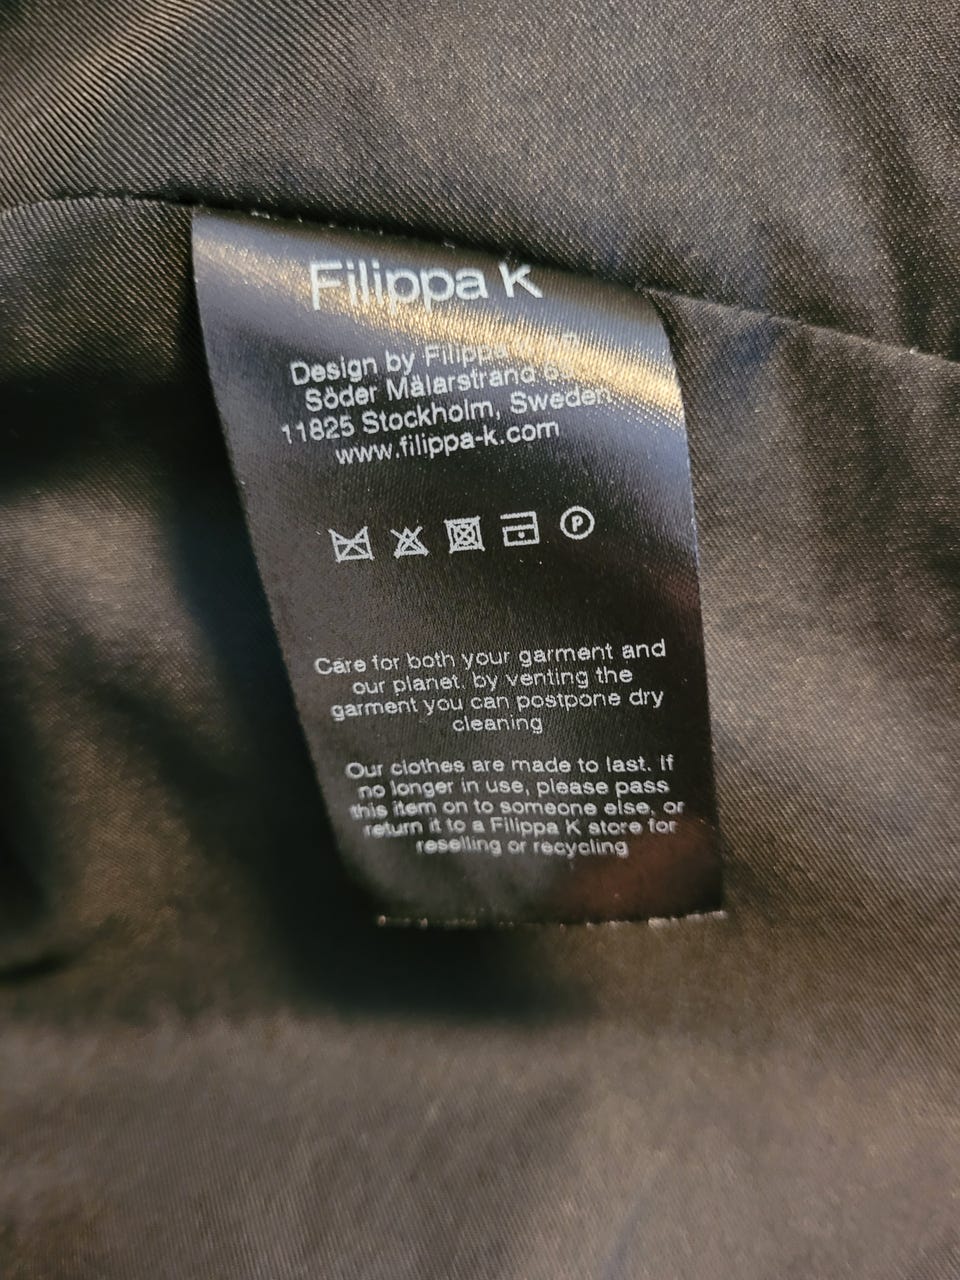 Filippa K
Design by Filippa
Söder Mälarstrand
11825 Stockholm, Sweden
www.filippa-k.com
P
Care for both your garment and
our planet. by venting the
garment you can postpone dry
cleaning
Our clothes are made to last. If
no longer in use, please pass
this item on to someone else, or
return it to a Filippa K store for
reselling or recycling